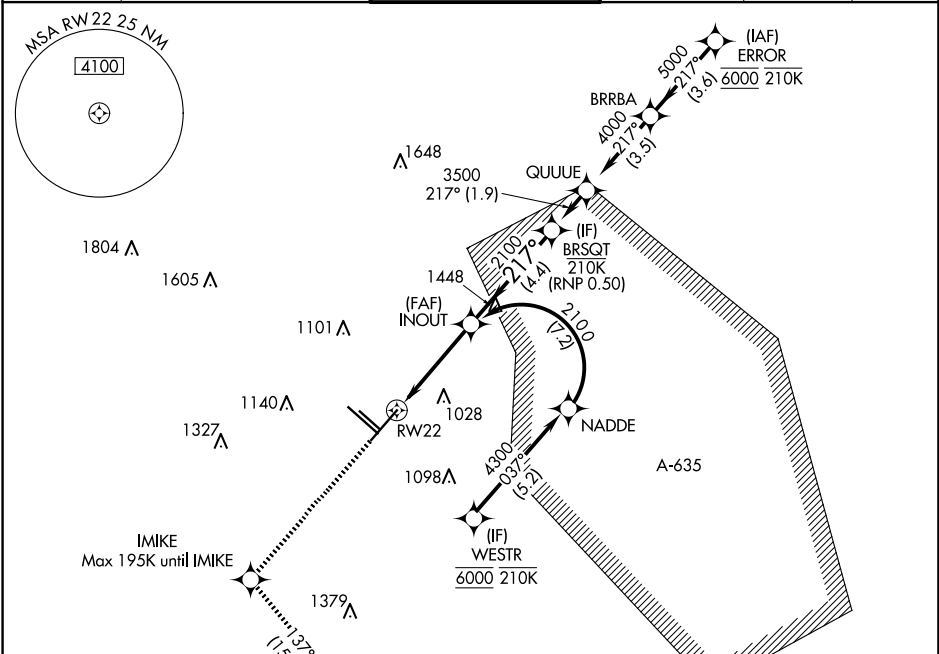 MSA RW 22 25 NM
4100
(IAF)
ERROR
6000 210K
5000
217°
(3.6)
BRRBA
4000
217°
(3.5)
1648
QUUUE
3500
217° (1.9)
(IF)
BRSQT
210K
(RNP 0.50)
2100
217°
(4.4)
1804
1605
1448
(FAF)
INOUT
1101
2100
(7.2)
1140
1028
RW22
NADDE
1327
1098
4300
037°
(5.2)
A-635
(IF)
WESTR
6000 210K
IMIKE
Max 195K until IMIKE
1379
137°